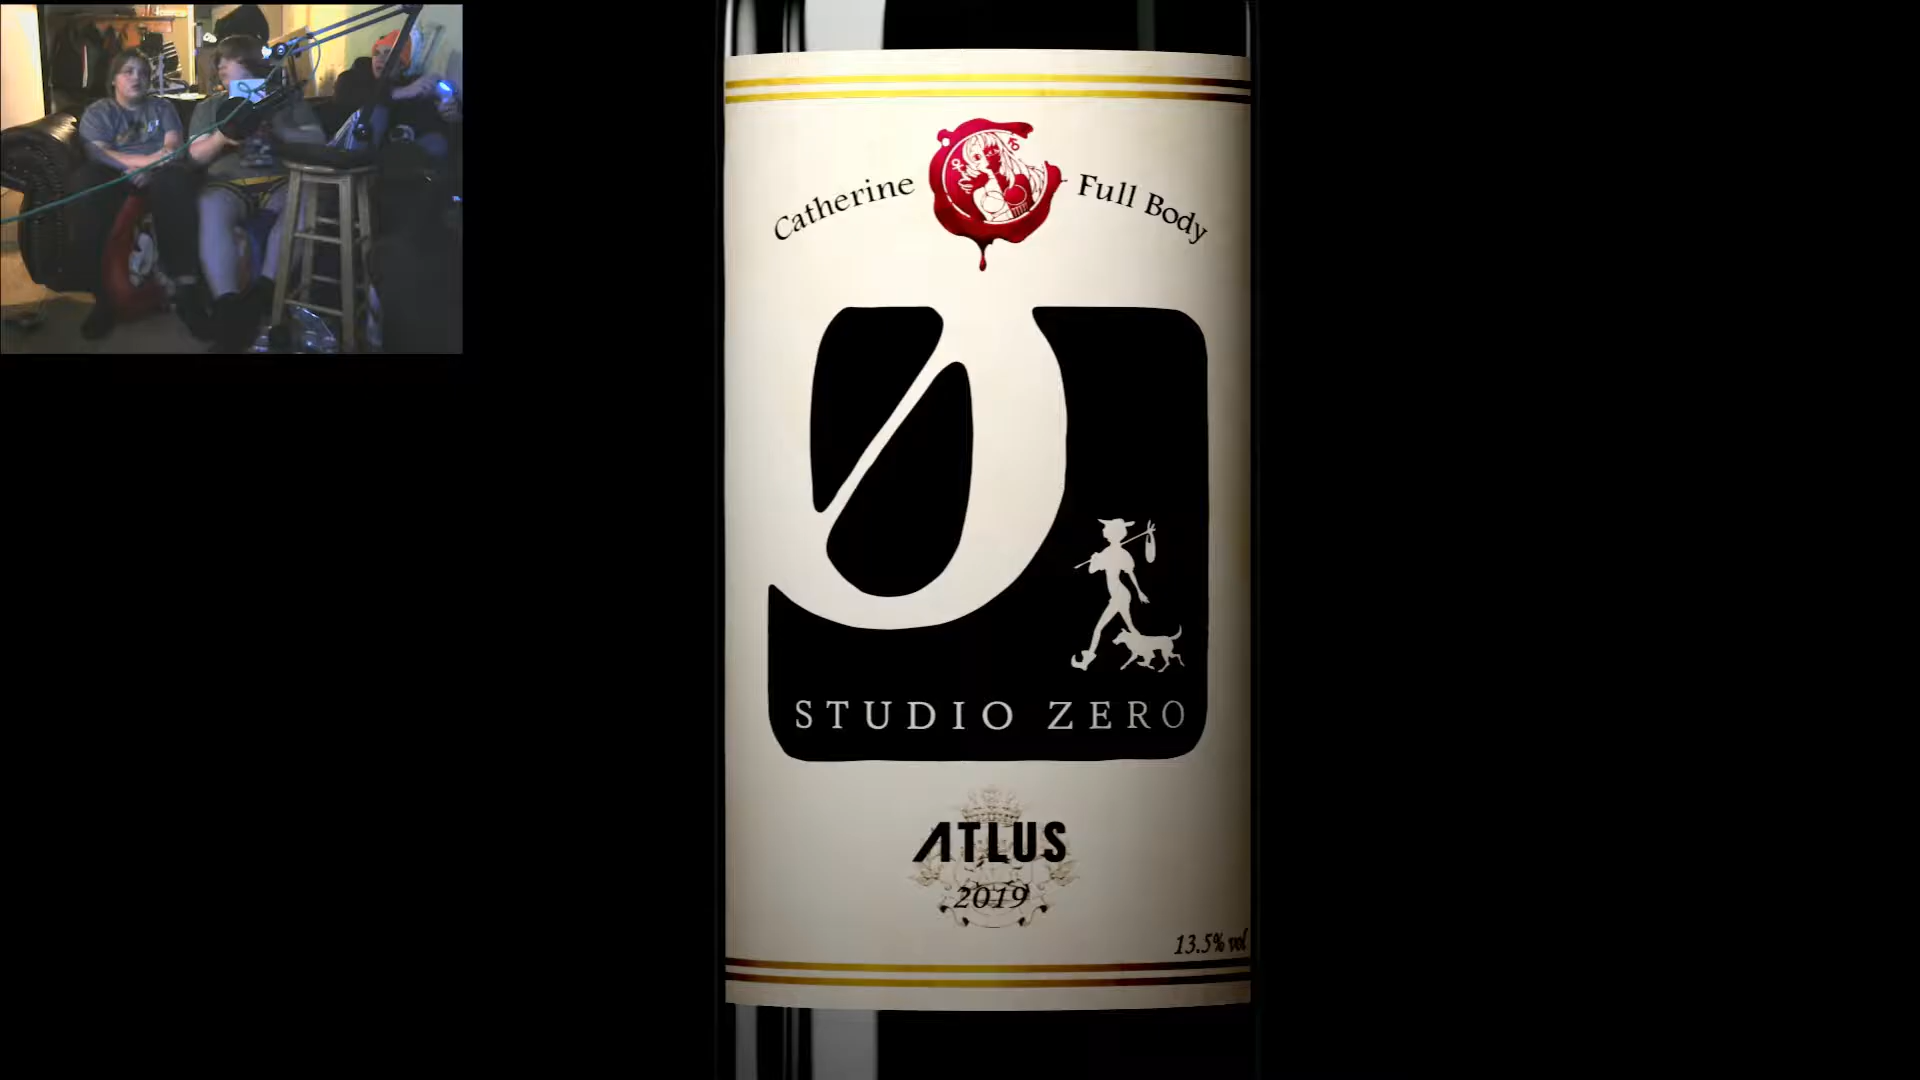 Catherine Full Body
STUDIO ZERO
ATLUS
2019
13.5% vol